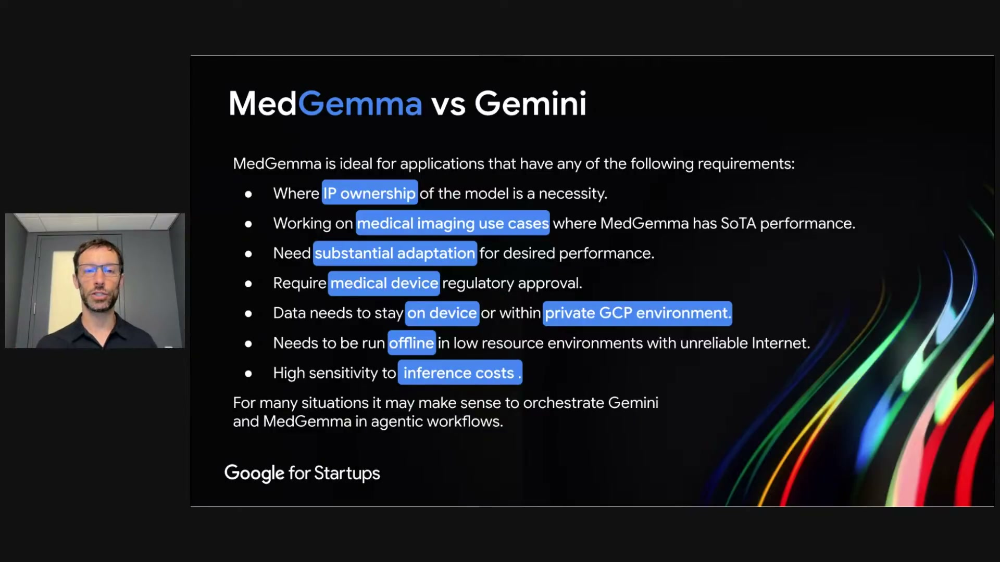 MedGemma vs Gemini
MedGemma is ideal for applications that have any of the following requirements:
● Where IP ownership of the model is a necessity.
● Working on medical imaging use cases where MedGemma has SoTA performance.
● Need substantial adaptation for desired performance.
● Require medical device regulatory approval.
● Data needs to stay on device or within private GCP environment.
● Needs to be run offline in low resource environments with unreliable Internet.
● High sensitivity to inference costs .
For many situations it may make sense to orchestrate Gemini
and MedGemma in agentic workflows.
Google for Startups